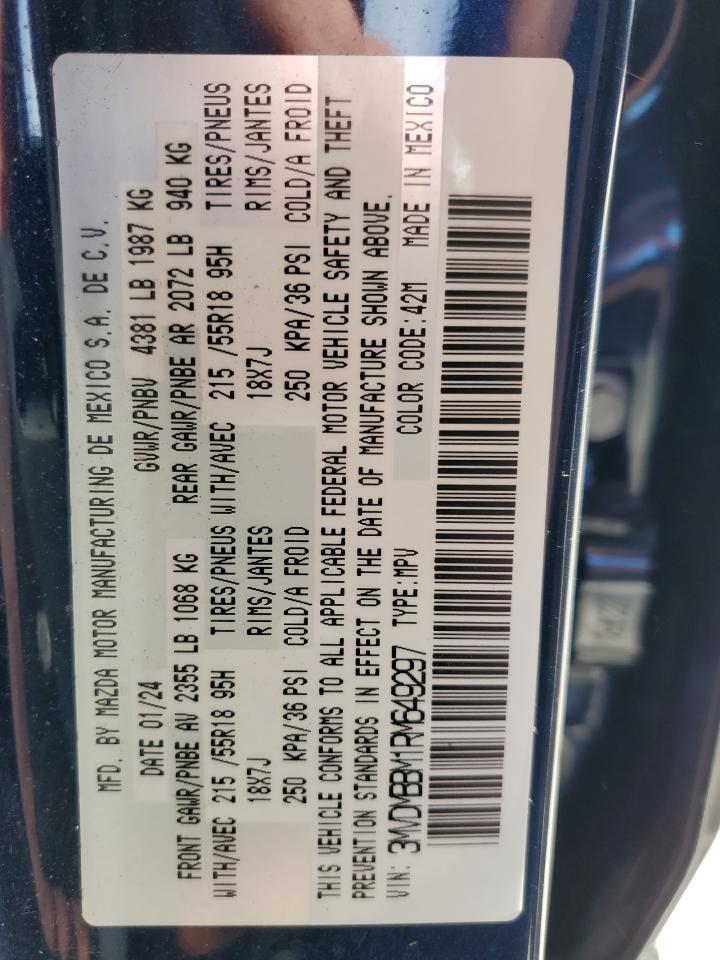 MFD. BY MAZDA MOTOR MANUFACTURING DE MEXICO S.A. DE C.V.
DATE 01/24 GVWR/PNBV 4381 LB 1987 KG
FRONT GAWR/PNBE AV 2355 LB 1068 KG REAR GAWR/PNBE AR 2072 LB 940 KG
WITH/AVEC 215 /55R18 95H TIRES/PNEUS WITH/AVEC 215 /55R18 95H TIRES/PNEUS
18X7J RIMS/JANTES 18X7J RIMS/JANTES
250 KPA/36 PSI COLD/A FROID 250 KPA/36 PSI COLD/A FROID
THIS VEHICLE CONFORMS TO ALL APPLICABLE FEDERAL MOTOR VEHICLE SAFETY AND THEFT
PREVENTION STANDARDS IN EFFECT ON THE DATE OF MANUFACTURE SHOWN ABOVE.
VIN: 3MVDMBBM1RM649297 TYPE:MPV COLOR CODE:42M MADE IN MEXICO